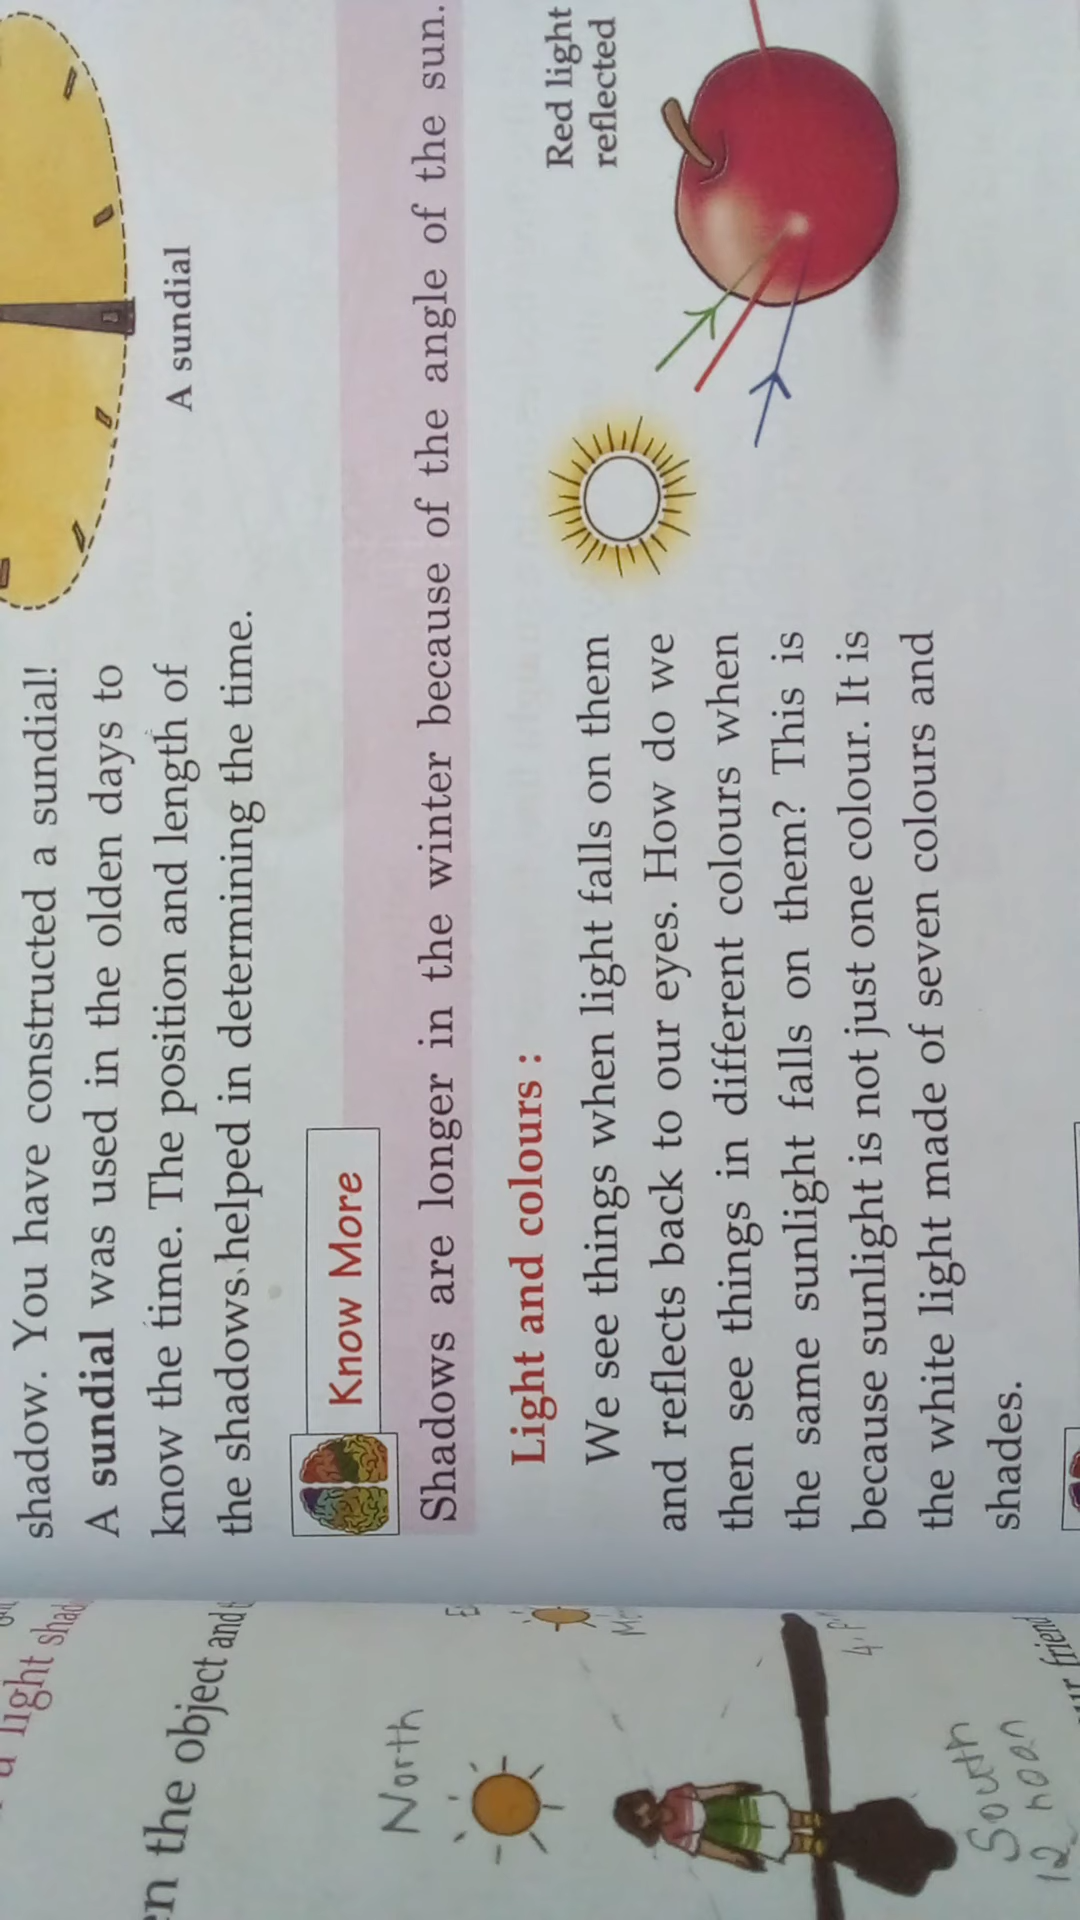 shadow. You have constructed a sundial!
A sundial was used in the olden days to
know the time. The position and length of
the shadows helped in determining the time.
A sundial
Know More
Shadows are longer in the winter because of the angle of the sun.
Light and colours :
We see things when light falls on them
and reflects back to our eyes. How do we
then see things in different colours when
the same sunlight falls on them? This is
because sunlight is not just one colour. It is
the white light made of seven colours and
shades.
Red light
reflected
light
the object and
North
South
12 noon
friend